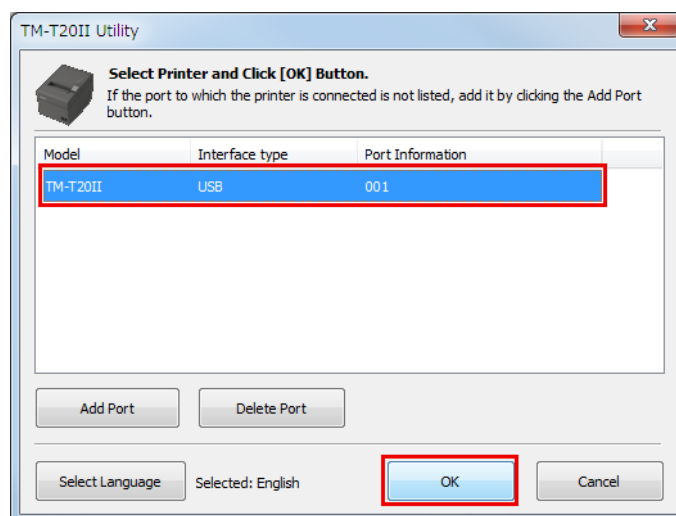 TM-T20II Utility
Select Printer and Click [OK] Button.
If the port to which the printer is connected is not listed, add it by clicking the Add Port
button.
Model Interface type Port Information
TM-T20II USB 001
Add Port Delete Port
Select Language Selected: English OK Cancel